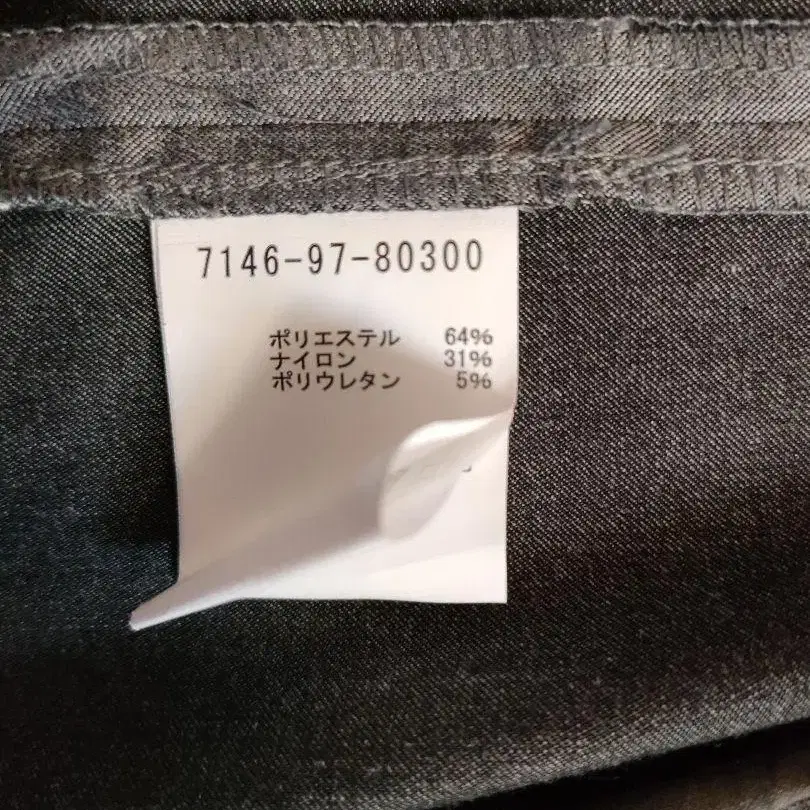 7146-97-80300
ポリエステル 64%
ナイロン 31%
ポリウレタン 5%